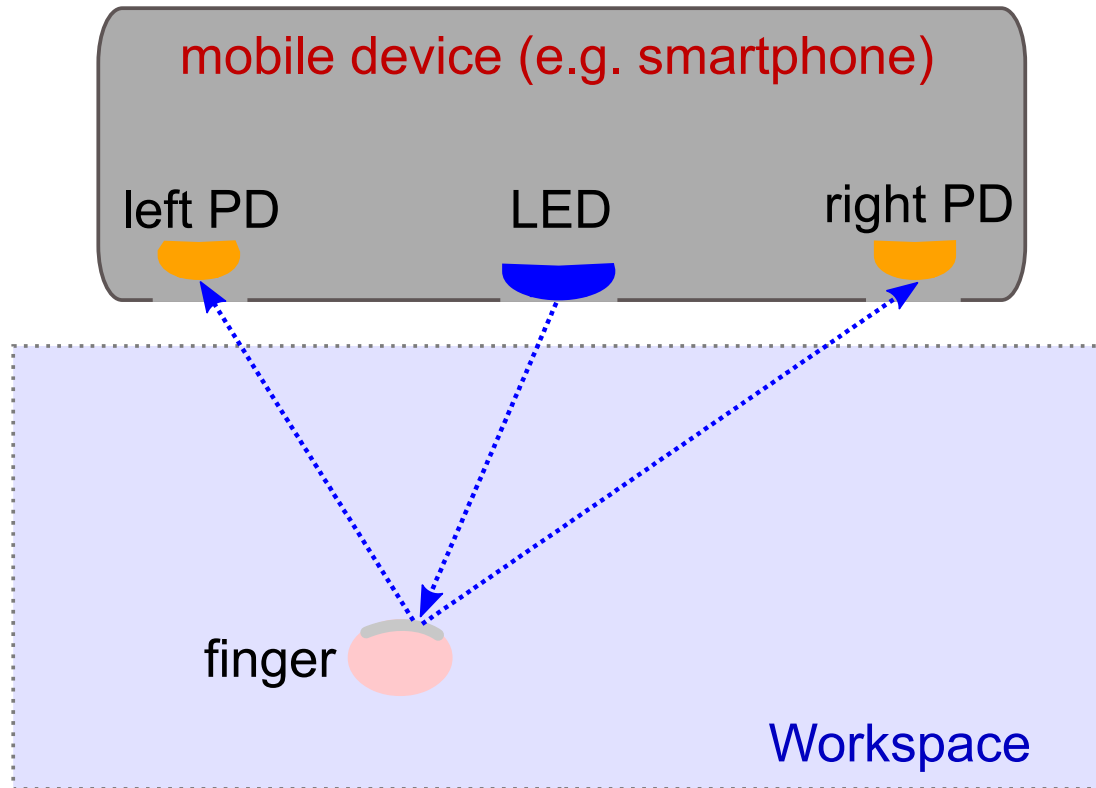 mobile device (e.g. smartphone)
left PD
LED
right PD
finger
Workspace